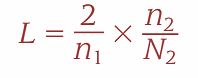 L = 2/n₁ × n₂/N₂